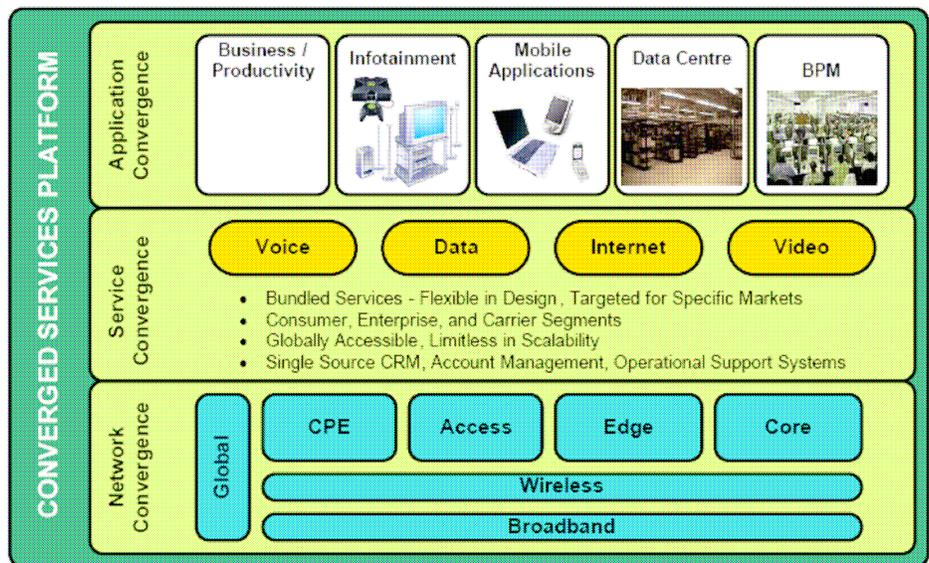 CONVERGED SERVICES PLATFORM
Application
Convergence
Business /
Productivity
Infotainment
Mobile
Applications
Data Centre
BPM
Service
Convergence
Voice
Data
Internet
Video
• Bundled Services - Flexible in Design, Targeted for Specific Markets
• Consumer, Enterprise, and Carrier Segments
• Globally Accessible, Limitless in Scalability
• Single Source CRM, Account Management, Operational Support Systems
Network
Convergence
Global
CPE
Access
Edge
Core
Wireless
Broadband